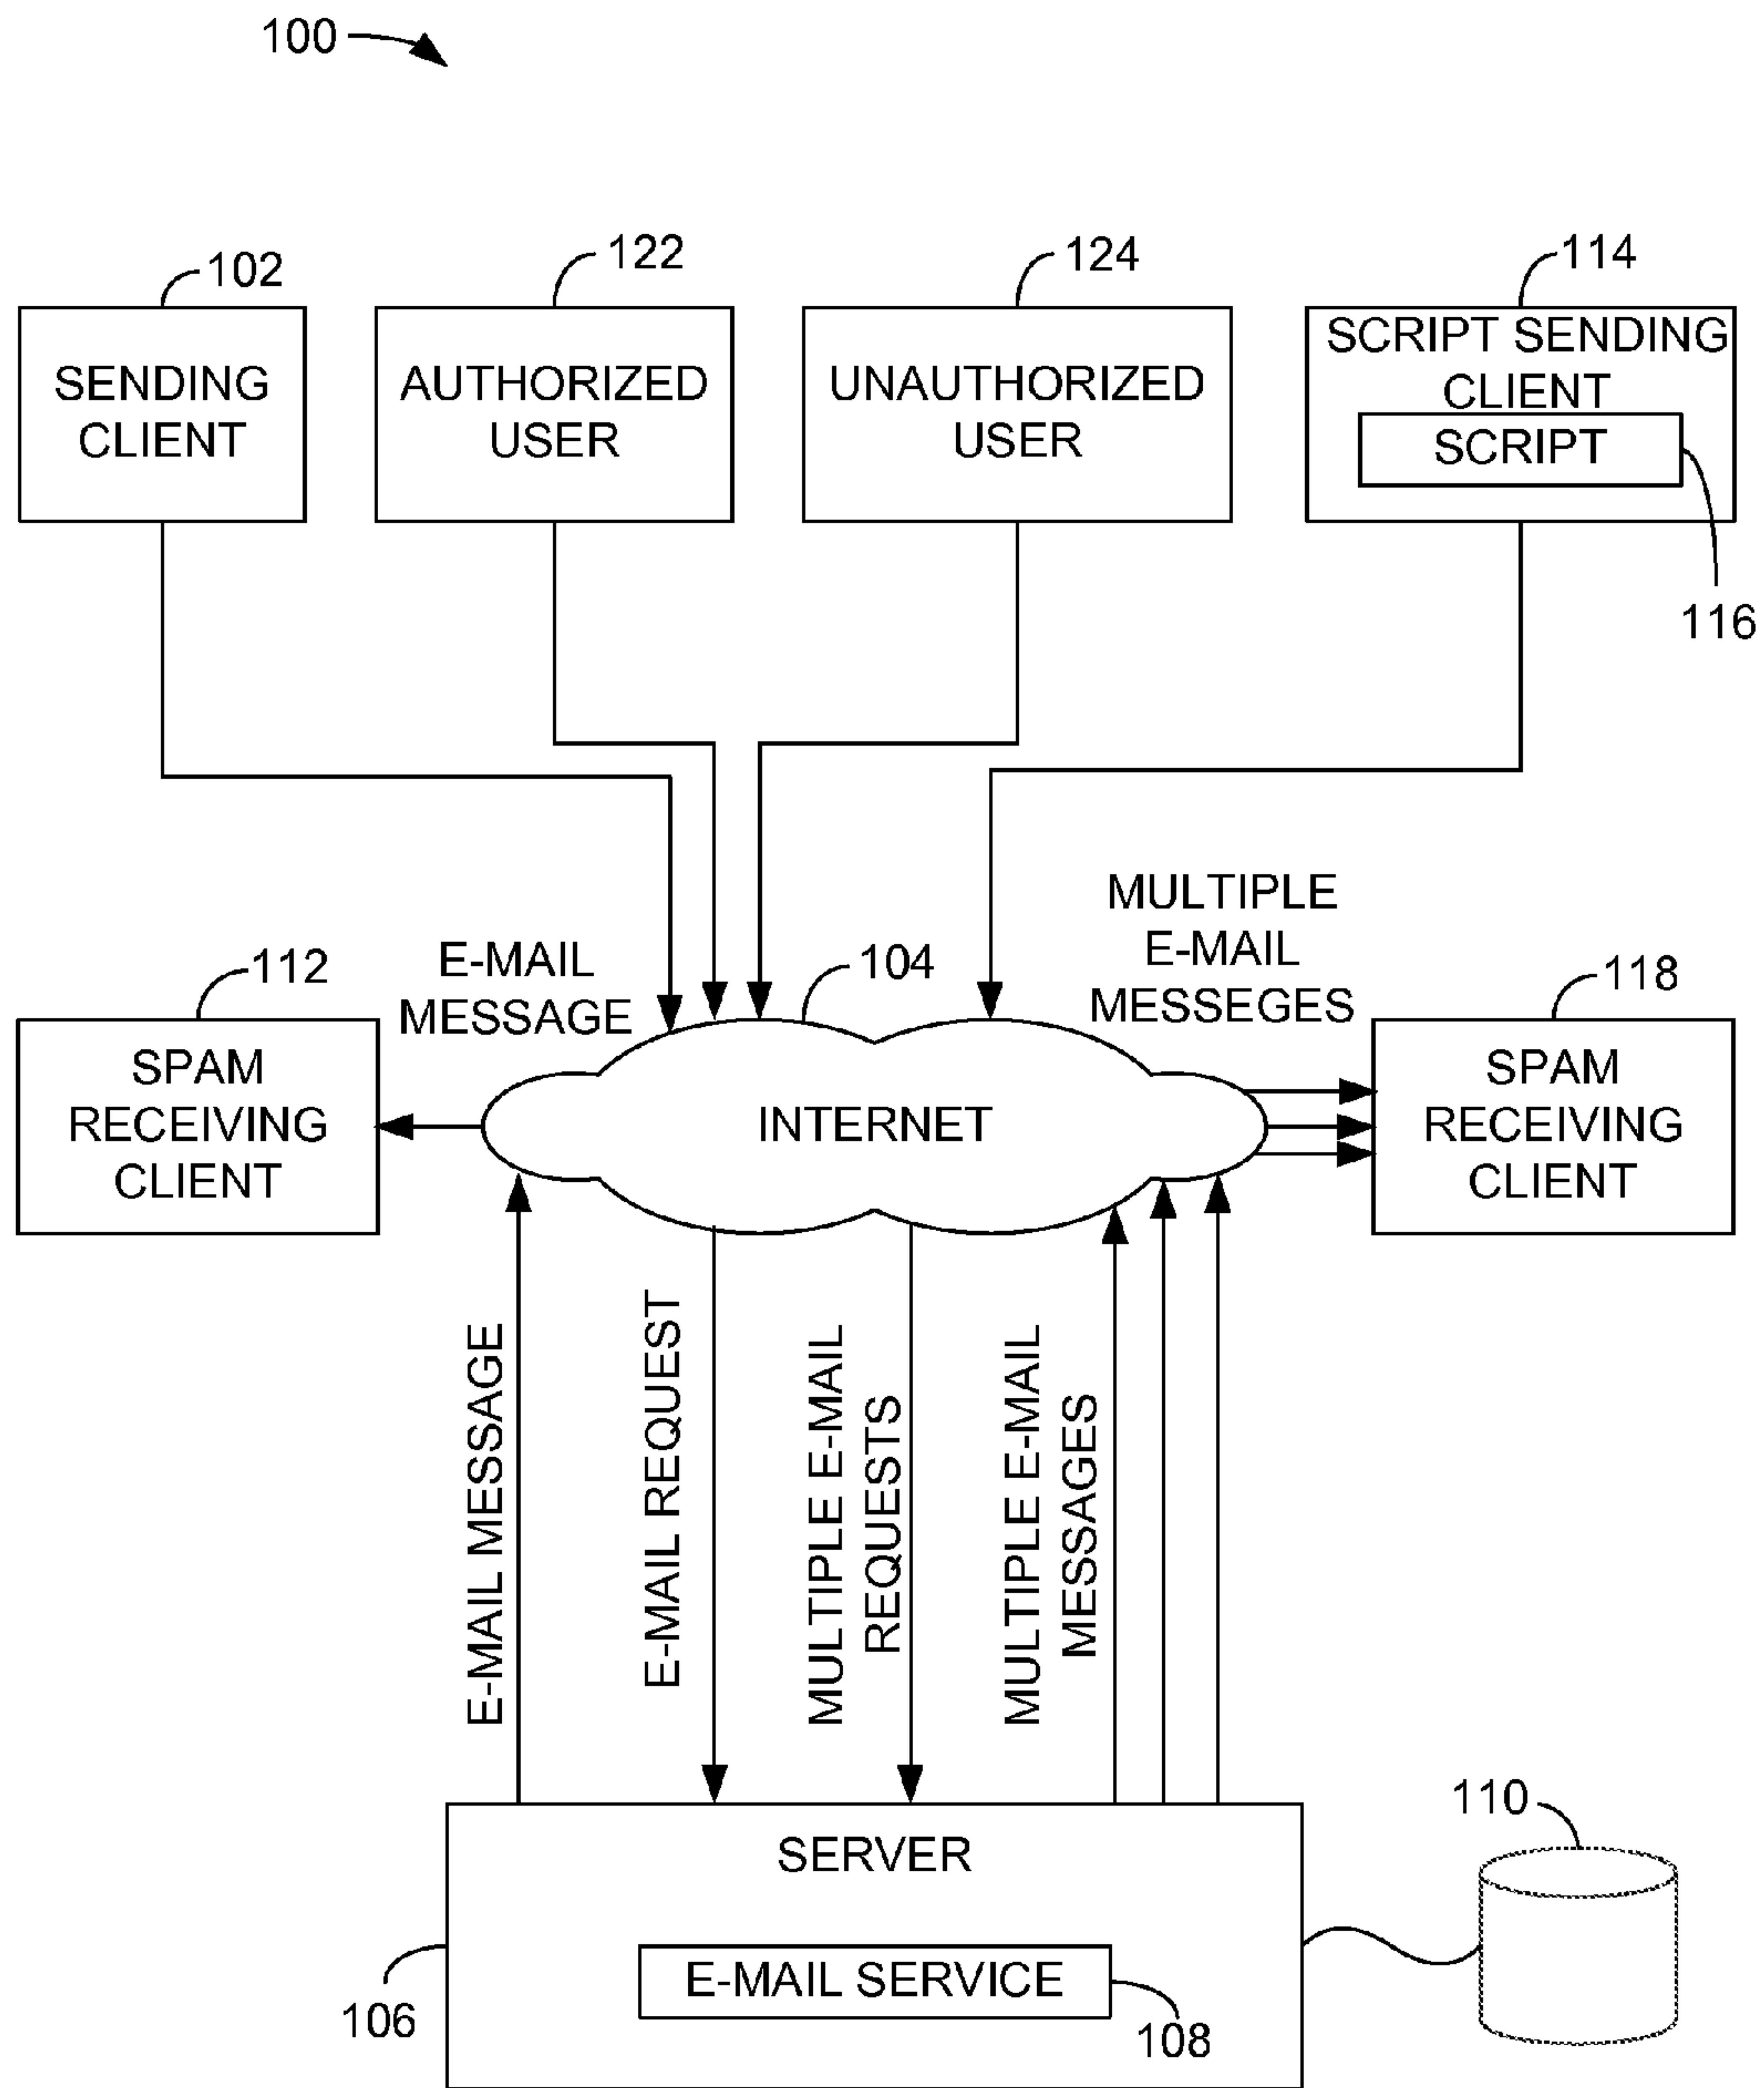 100
102
122
124
114
SENDING
CLIENT
AUTHORIZED
USER
UNAUTHORIZED
USER
SCRIPT SENDING
CLIENT
SCRIPT
116
MULTIPLE
E-MAIL
MESSEGES
112
E-MAIL
MESSAGE
104
118
SPAM
RECEIVING
CLIENT
INTERNET
SPAM
RECEIVING
CLIENT
E-MAIL MESSAGE
E-MAIL REQUEST
MULTIPLE E-MAIL
REQUESTS
MULTIPLE E-MAIL
MESSAGES
110
SERVER
E-MAIL SERVICE
106
108